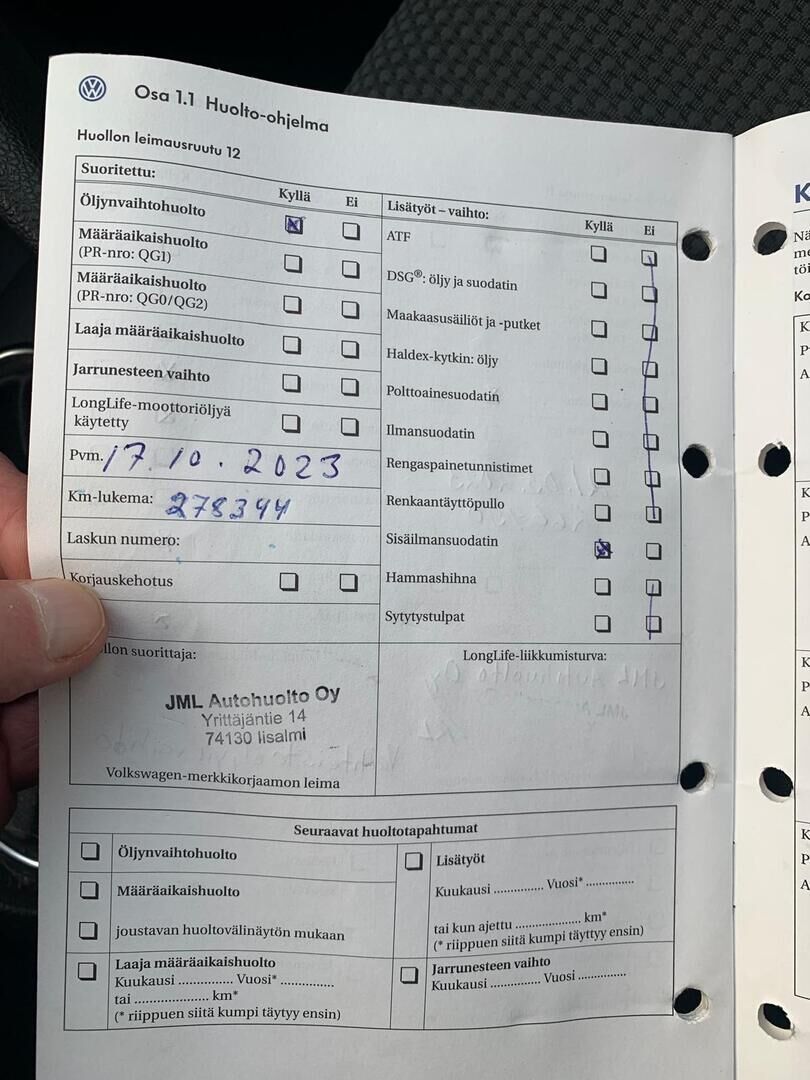 Osa 1.1 Huolto-ohjelma
Huollon leimausruutu 12
Suoritettu:
Kyllä Ei
Öljynvaihtohuolto
Määräaikaishuolto
(PR-nro: QG1)
Määräaikaishuolto
(PR-nro: QG0/QG2)
Laaja määräaikaishuolto
Jarrunesteen vaihto
LongLife-moottoriöljyä
käytetty
Pvm. 17.10.2023
Km-lukema: 278344
Laskun numero:
Korjauskehotus
suorittaja:
JML Autohuolto Oy
Yrittäjäntie 14
74130 Iisalmi
Volkswagen-merkkikorjaamon leima
Lisätyöt – vaihto:
Kyllä Ei
ATF
DSG®: öljy ja suodatin
Maakaasusäiliöt ja -putket
Haldex-kytkin: öljy
Polttoainesuodatin
Ilmansuodatin
Rengaspainetunnistimet
Renkaantäyttöpullo
Sisäilmansuodatin
Hammashihna
Sytytystulpat
LongLife-liikkumisturva:
Seuraavat huoltotapahtumat
Öljynvaihtohuolto
Määräaikaishuolto
joustavan huoltovälinäytön mukaan
Laaja määräaikaishuolto
Kuukausi .............. Vuosi* ..............
tai ................... km*
(* riippuen siitä kumpi täytyy ensin)
Lisätyöt
Kuukausi ............. Vuosi* .............
tai kun ajettu .................. km*
(* riippuen siitä kumpi täyttyy ensin)
Jarrunesteen vaihto
Kuukausi ............. Vuosi .............